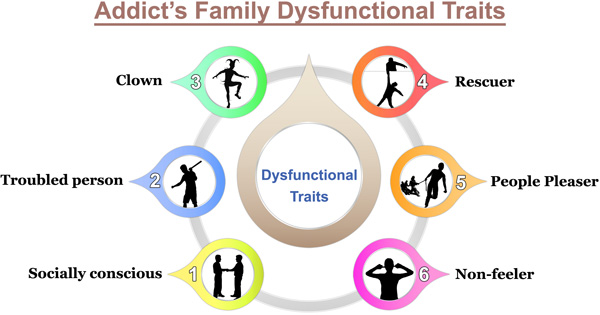 Addict's Family Dysfunctional Traits
Clown
3
4
Rescuer
Troubled person
2
Dysfunctional
Traits
5
People Pleaser
Socially conscious
1
6
Non-feeler